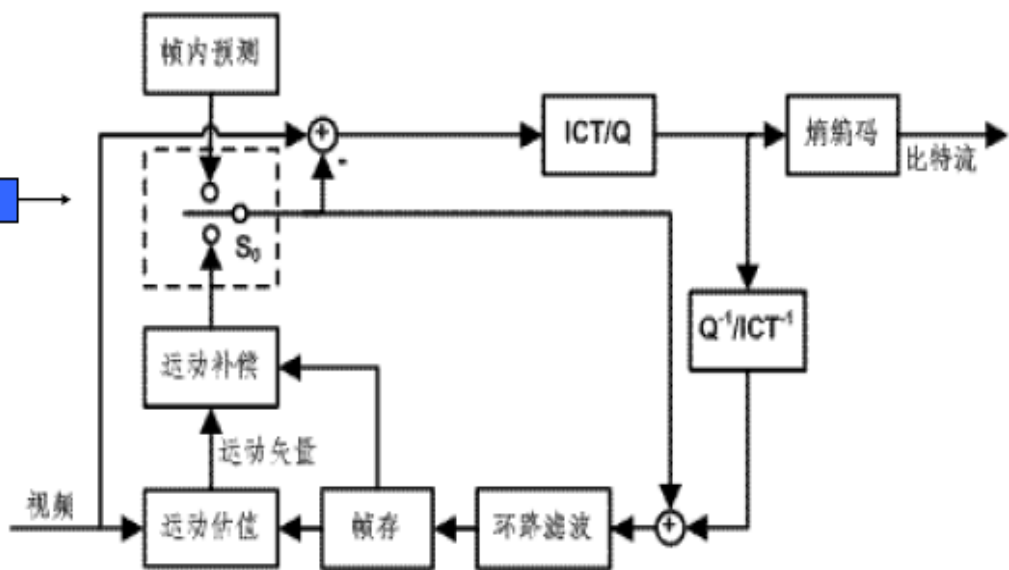 帧内预测
+
-
ICT/Q
熵编码
比特流
S₀
Q⁻¹/ICT⁻¹
运动补偿
运动矢量
视频
运动估值
帧存
环路滤波
+